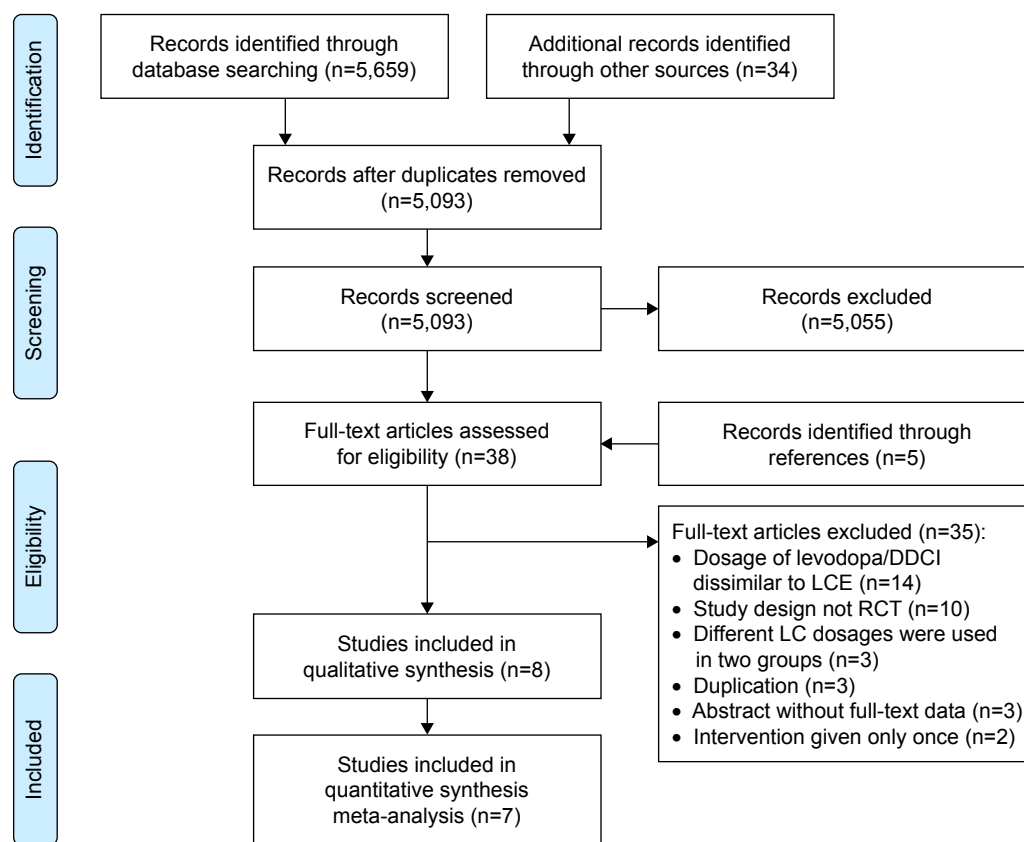 Identification
Records identified through
database searching (n=5,659)
Additional records identified
through other sources (n=34)
Records after duplicates removed
(n=5,093)
Screening
Records screened
(n=5,093)
Records excluded
(n=5,055)
Full-text articles assessed
for eligibility (n=38)
Records identified through
references (n=5)
Eligibility
Full-text articles excluded (n=35):
• Dosage of levodopa/DDCI
dissimilar to LCE (n=14)
• Study design not RCT (n=10)
• Different LC dosages were used
in two groups (n=3)
• Duplication (n=3)
• Abstract without full-text data (n=3)
• Intervention given only once (n=2)
Studies included in
qualitative synthesis (n=8)
Included
Studies included in
quantitative synthesis
meta-analysis (n=7)